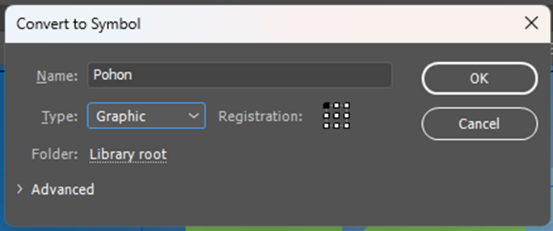 Convert to Symbol
Name: Pohon
OK
Type: Graphic Registration:
Cancel
Folder: Library root
> Advanced